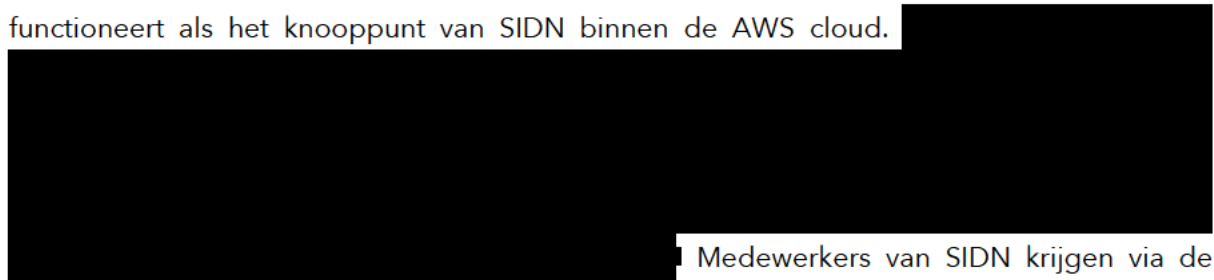 functioneert als het knooppunt van SIDN binnen de AWS cloud.
Medewerkers van SIDN krijgen via de